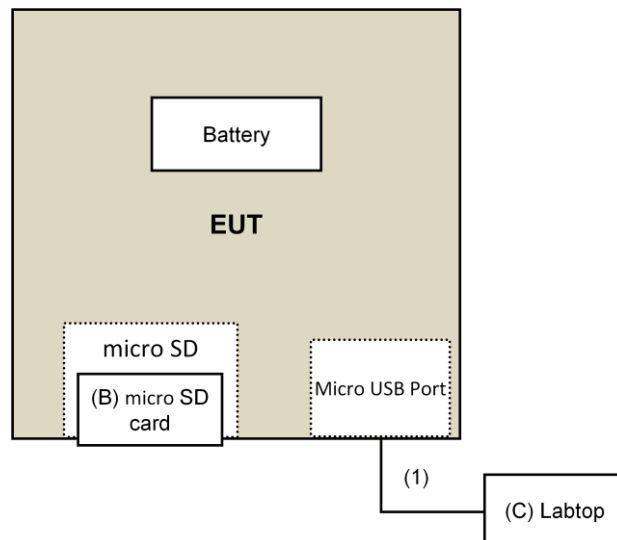 Battery
EUT
micro SD
(B) micro SD
card
Micro USB Port
(1)
(C) Labtop